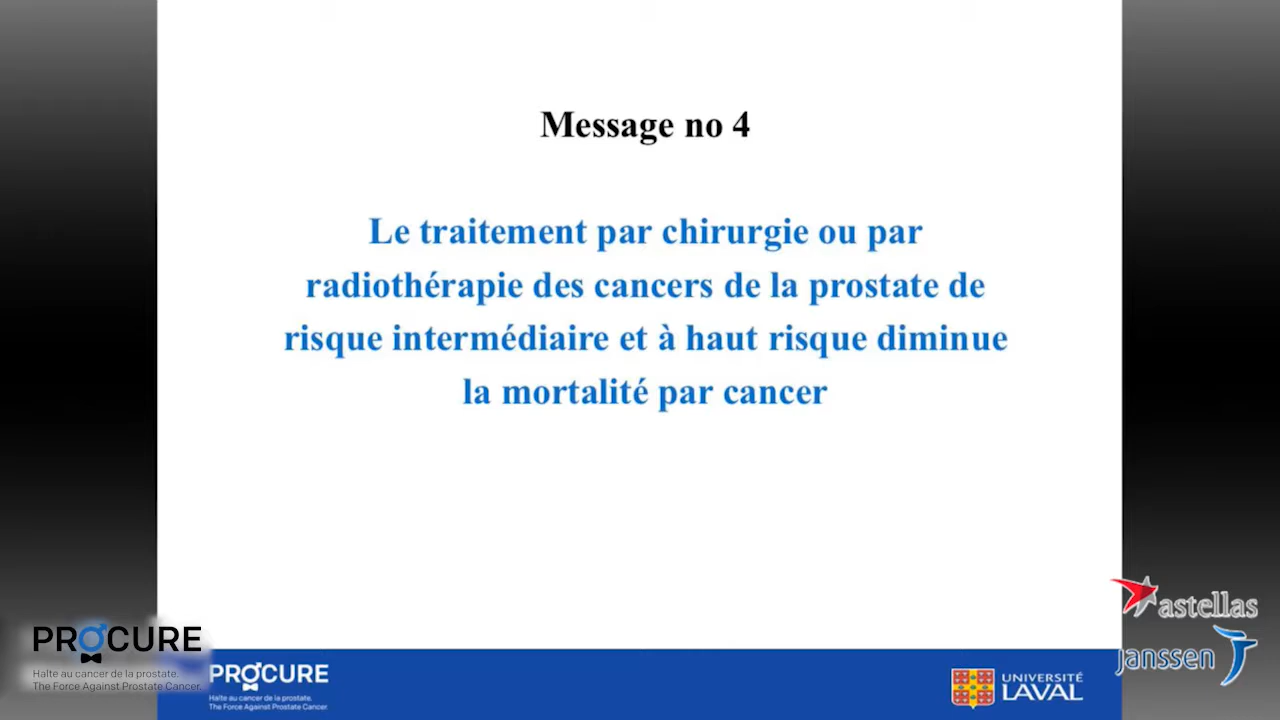 Message no 4
Le traitement par chirurgie ou par
radiothérapie des cancers de la prostate de
risque intermédiaire et à haut risque diminue
la mortalité par cancer
astellas
janssen
PROCURE
Halte au cancer de la prostate.
The Force Against Prostate Cancer.
PROCURE
Halte au cancer de la prostate.
The Force Against Prostate Cancer.
UNIVERSITÉ
LAVAL